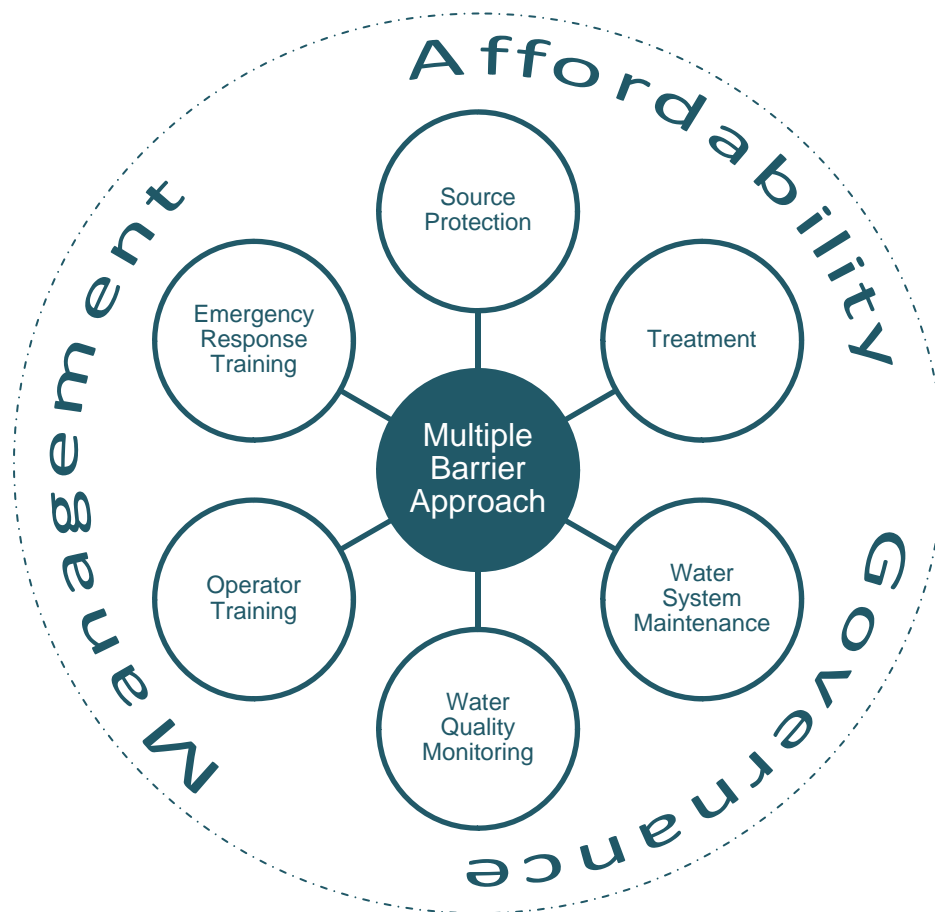 Affordability
Source
Protection
Emergency
Response
Training
Treatment
Management
Multiple
Barrier
Approach
Operator
Training
Water
System
Maintenance
Governance
Water
Quality
Monitoring